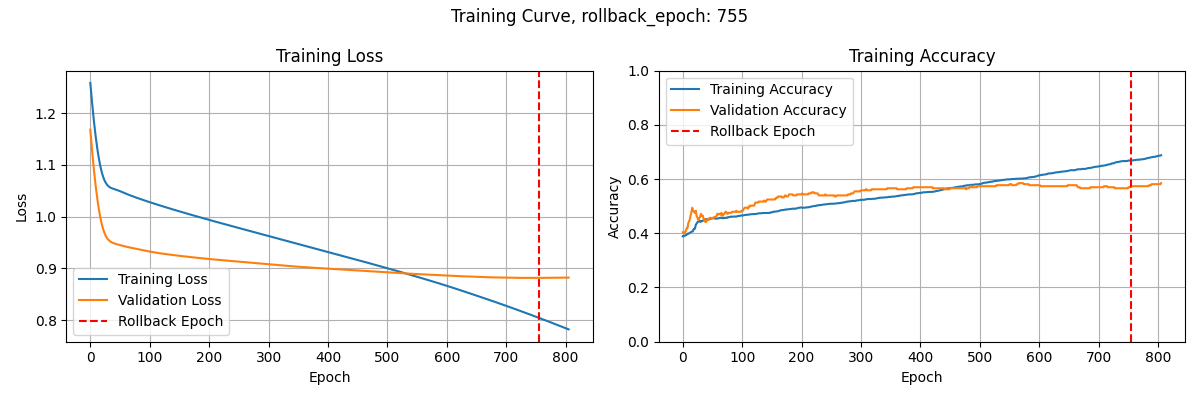 Training Curve, rollback_epoch: 755
Training Loss
Loss
1.2
1.1
1.0
0.9
0.8
Training Loss
Validation Loss
Rollback Epoch
0 100 200 300 400 500 600 700 800
Epoch
Training Accuracy
Accuracy
1.0
0.8
0.6
0.4
0.2
0.0
Training Accuracy
Validation Accuracy
Rollback Epoch
0 100 200 300 400 500 600 700 800
Epoch